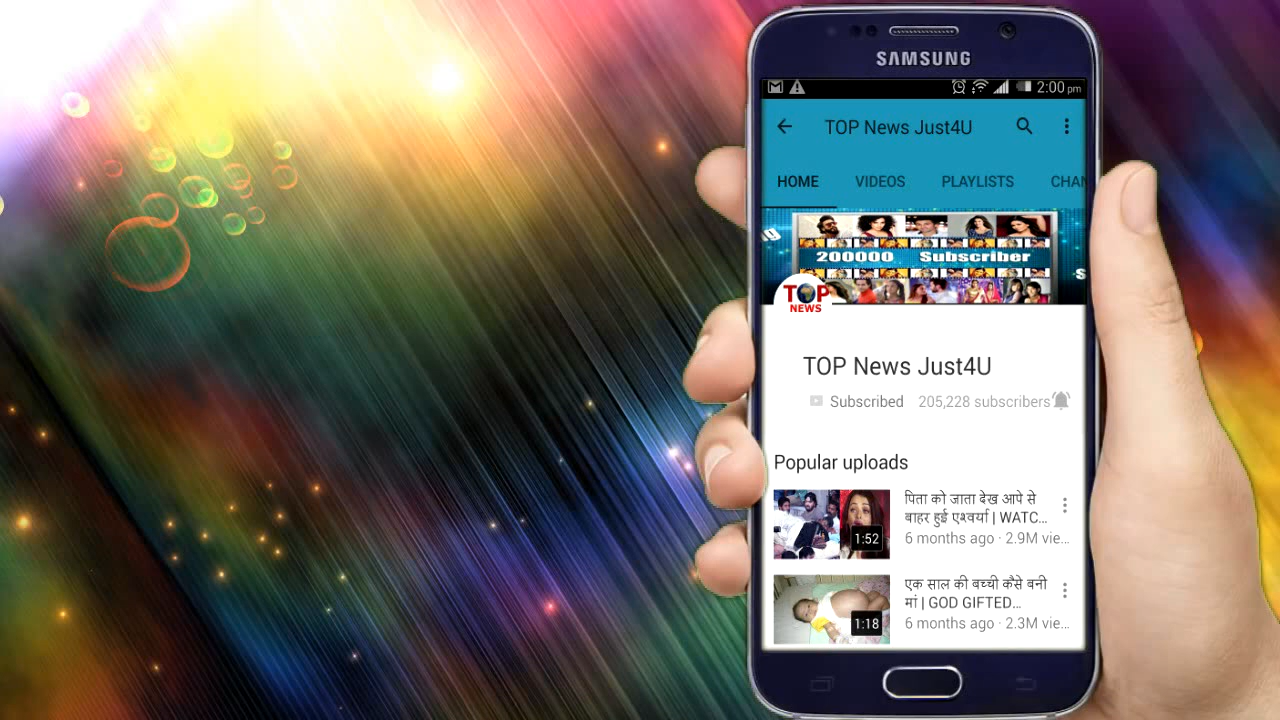 SAMSUNG
2:00 pm
TOP News Just4U
HOME VIDEOS PLAYLISTS CHAN
200000 Subscriber
TOP
NEWS
TOP News Just4U
Subscribed 205,228 subscribers
Popular uploads
पिता को जाता देख आपे से
बाहर हुई एश्वर्या | WATC...
6 months ago · 2.9M vie...
1:52
एक साल की बच्ची कैसे बनी
मां | GOD GIFTED...
6 months ago · 2.3M vie...
1:18